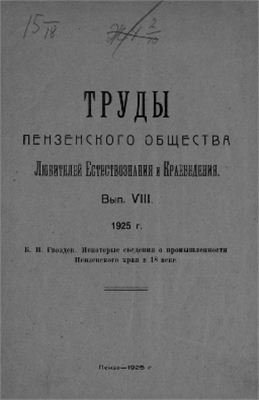 15/18
ТРУДЫ
ПЕНЗЕНСКОГО ОБЩЕСТВА
Любителей Естествознания и Краеведения.
Вып. VIII.
1925 г.
Б. Н. Гвоздев. Некоторые сведения о промышленности
Пензенского края в 18 веке
Пенза—1925 г